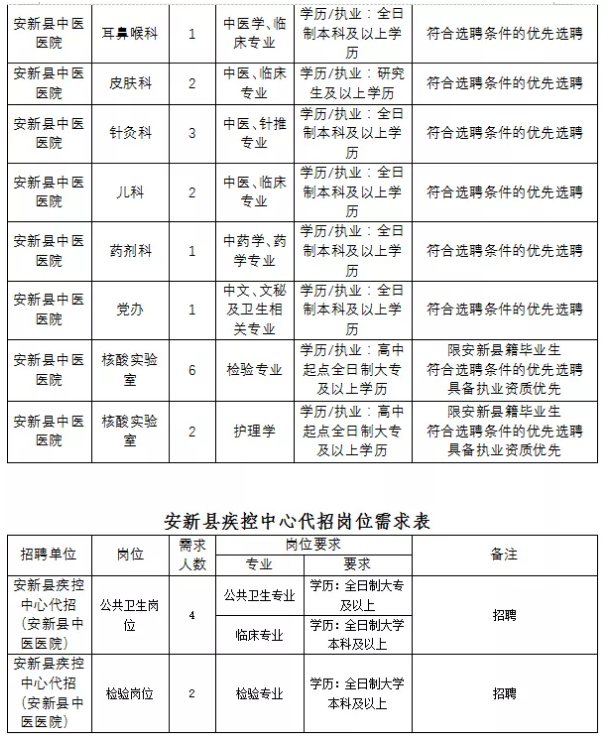 安新县中医医院 耳鼻喉科 1 中医学、临床专业 学历/执业：全日制本科及以上学历 符合选聘条件的优先选聘
安新县中医医院 皮肤科 2 中医、临床专业 学历/执业：研究生及以上学历 符合选聘条件的优先选聘
安新县中医医院 针灸科 3 中医、针推专业 学历/执业：全日制本科及以上学历 符合选聘条件的优先选聘
安新县中医医院 儿科 2 中医、临床专业 学历/执业：全日制本科及以上学历 符合选聘条件的优先选聘
安新县中医医院 药剂科 1 中药学、药学专业 学历/执业：全日制本科及以上学历 符合选聘条件的优先选聘
安新县中医医院 党办 1 中文、文秘及卫生相关专业 学历/执业：全日制本科及以上学历 符合选聘条件的优先选聘
安新县中医医院 核酸实验室 6 检验专业 学历/执业：高中起点全日制大专及以上学历 限安新县籍毕业生 符合选聘条件的优先选聘 具备执业资质优先
安新县中医医院 核酸实验室 2 护理学 学历/执业：高中起点全日制大专及以上学历 限安新县籍毕业生 符合选聘条件的优先选聘 具备执业资质优先
安新县疾控中心代招岗位需求表
招聘单位 岗位 需求人数 岗位要求 备注
专业 要求
安新县疾控中心代招（安新县中医医院） 公共卫生岗位 4 公共卫生专业 学历：全日制大专及以上 招聘
临床专业 学历：全日制大学本科及以上
安新县疾控中心代招（安新县中医医院） 检验岗位 2 检验专业 学历：全日制大学本科及以上 招聘